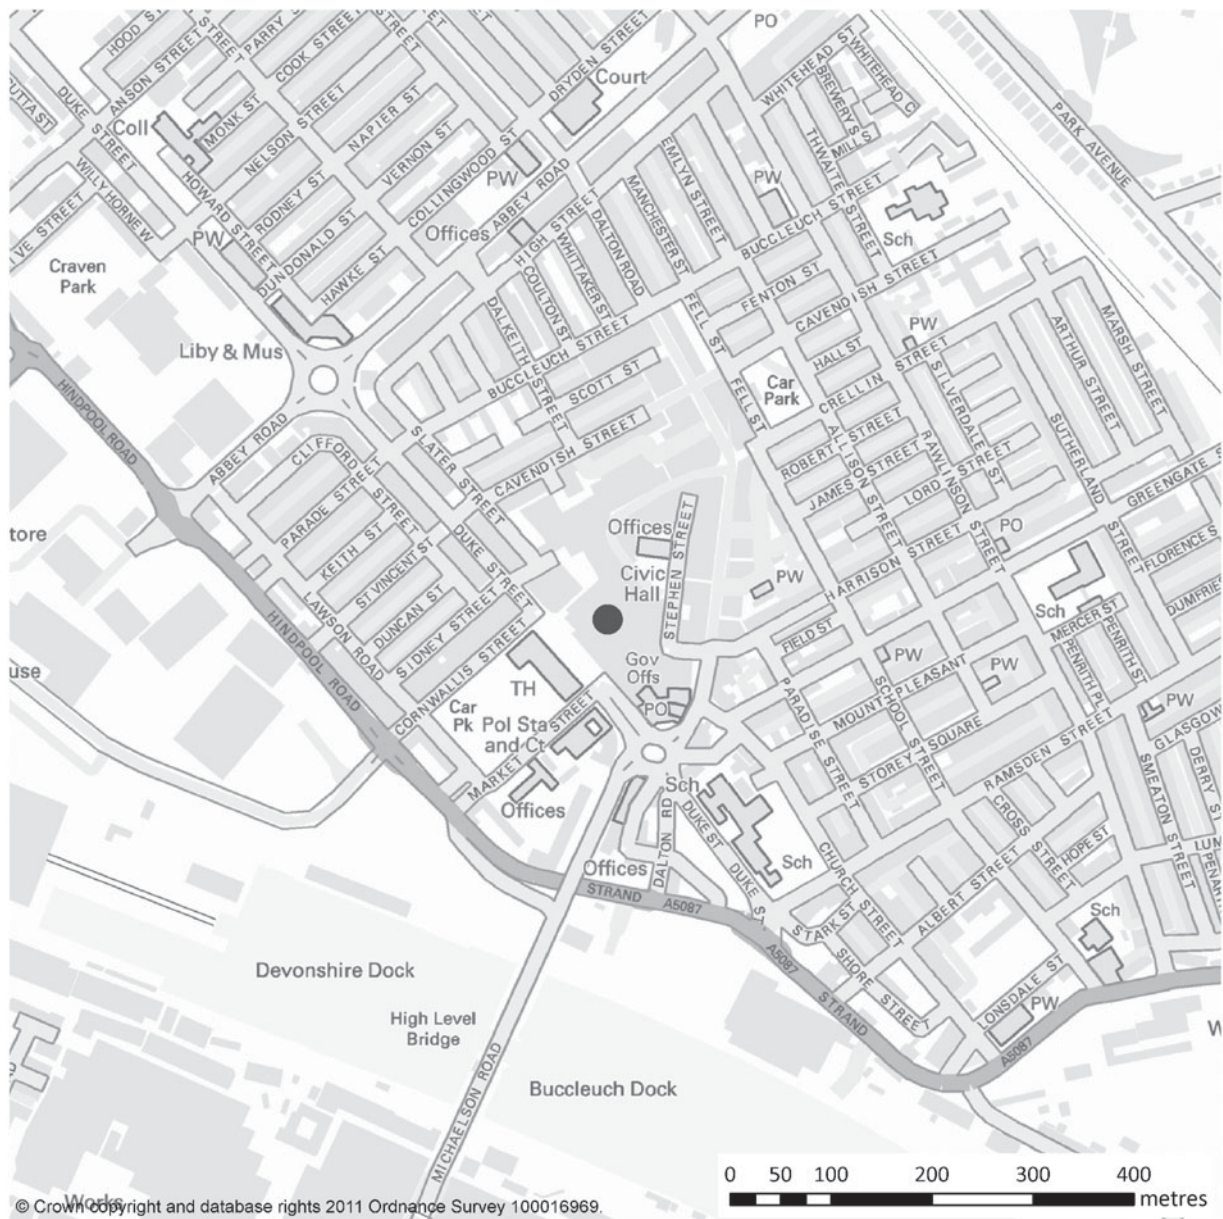 HOOD ST
PARRY STREET
COOK STREET
ANSON STREET
DUKE STREET
MONK ST
Coll
NELSON STREET
NAPIER ST
VERNON ST
COLLINGWOOD ST
DRYDEN STREET
Court
PO
WHITEHEAD ST
WHITEHEAD C
BREWERY S
MILL S
THWAITE STREET
PARK AVENUE
WILLY HORNEW
HOWARD STREET
RODNEY ST
DUNDONALD ST
HAWKE ST
PW
PW
Offices
ABBEY ROAD
HIGH STREET
DALTON ROAD
MANCHESTER ST
EMLYN STREET
PW
BUCCLEUCH STREET
Sch
Craven
Park
WHITTAKER ST
COULTON ST
DALKEITH STREET
BUCCLEUCH STREET
FELL ST
FENTON ST
CAVENDISH STREET
PW
Liby & Mus
HINDPOOL ROAD
ABBEY ROAD
CLIFFORD STREET
SLATER STREET
SCOTT ST
CAVENDISH STREET
FELL ST
Car
Park
HALL ST
CRELLIN STREET
ROBERT STREET
JAMES STREET
ALLISON STREET
RAWLINSON STREET
LORD STREET
SILVERDALE ST
ARTHUR STREET
MARSH STREET
SUTHERLAND STREET
GREENGATE S
PARADE STREET
KEITH ST
ST VINCENT ST
DUNCAN ST
SIDNEY STREET
DUKE STREET
CORNWALLIS STREET
LAWSON ROAD
HINDPOOL ROAD
tore
use
Offices
Civic
Hall
STEPHEN STREET
PW
HARRISON STREET
PO
Sch
MERCER ST
PENRITH ST
PENRITH PL
FLORENCE S
DUMFRIE
FIELD ST
PW
PW
PW
MOUNT PLEASANT
SCHOOL STREET
PARADISE STREET
STOREY SQUARE
RAMSDEN STREET
GLASGOW
DERRY ST
SMEATON STREET
TH
Car
Pk
Pol Sta
and Ct
MARKET STREET
Gov
Offs
PO
Offices
Sch
DALTON RD
DUKE ST
DUKE ST
Sch
Offices
CROSS STREET
HOPE ST
ALBERT STREET
CHURCH STREET
STARK ST
SHORE STREET
Sch
LUM
PENAR
STRAND
A5087
A5087
STRAND
ONSDALE ST
PW
A5087
Devonshire Dock
High Level
Bridge
MICHAELSON ROAD
Buccleuch Dock
Works
0 50 100 200 300 400
metres
© Crown copyright and database rights 2011 Ordnance Survey 100016969.